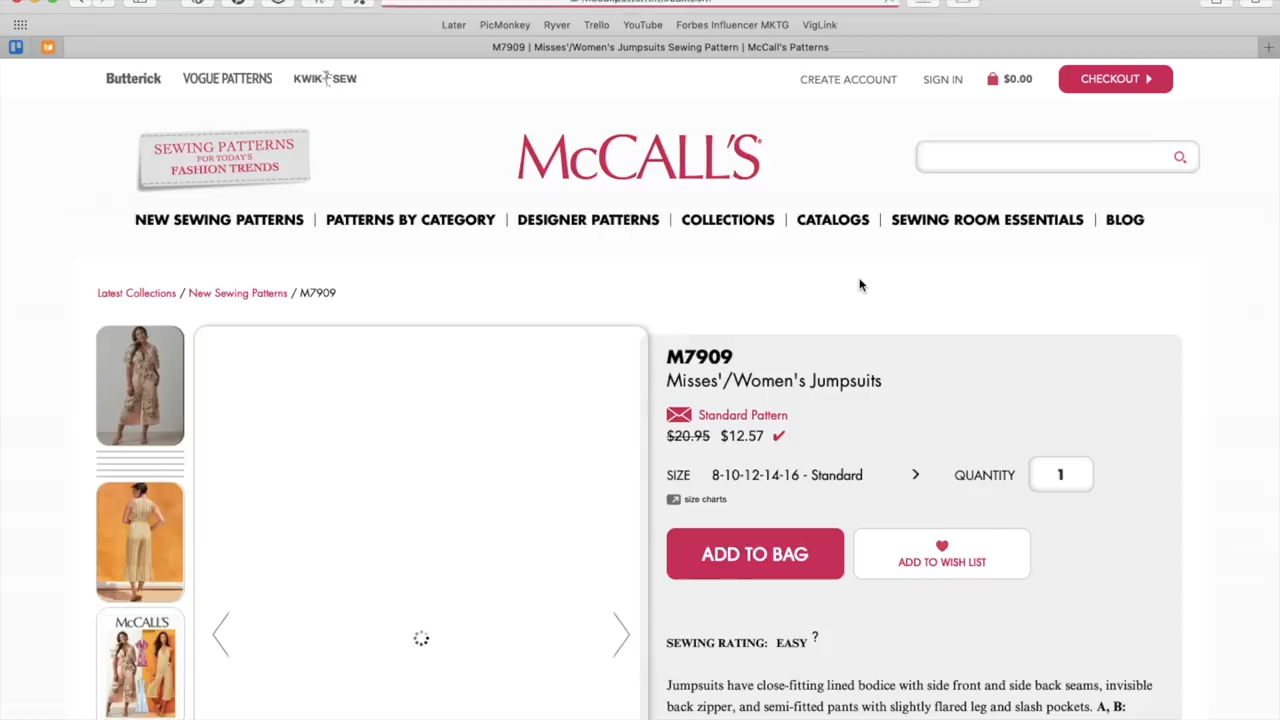 Later PicMonkey Ryver Trello YouTube Forbes Influencer MKTG VigLink
M7909 | Misses'/Women's Jumpsuits Sewing Pattern | McCall's Patterns
Butterick VOGUE PATTERNS KWIK SEW CREATE ACCOUNT SIGN IN $0.00 CHECKOUT
SEWING PATTERNS
FOR TODAY'S
FASHION TRENDS
McCALL'S
NEW SEWING PATTERNS | PATTERNS BY CATEGORY | DESIGNER PATTERNS | COLLECTIONS | CATALOGS | SEWING ROOM ESSENTIALS | BLOG
Latest Collections / New Sewing Patterns / M7909
McCALL'S
M7909
Misses'/Women's Jumpsuits
Standard Pattern
$20.95 $12.57
SIZE 8-10-12-14-16 - Standard QUANTITY 1
size charts
ADD TO BAG
ADD TO WISH LIST
SEWING RATING: EASY ?
Jumpsuits have close-fitting lined bodice with side front and side back seams, invisible
back zipper, and semi-fitted pants with slightly flared leg and slash pockets. A, B: